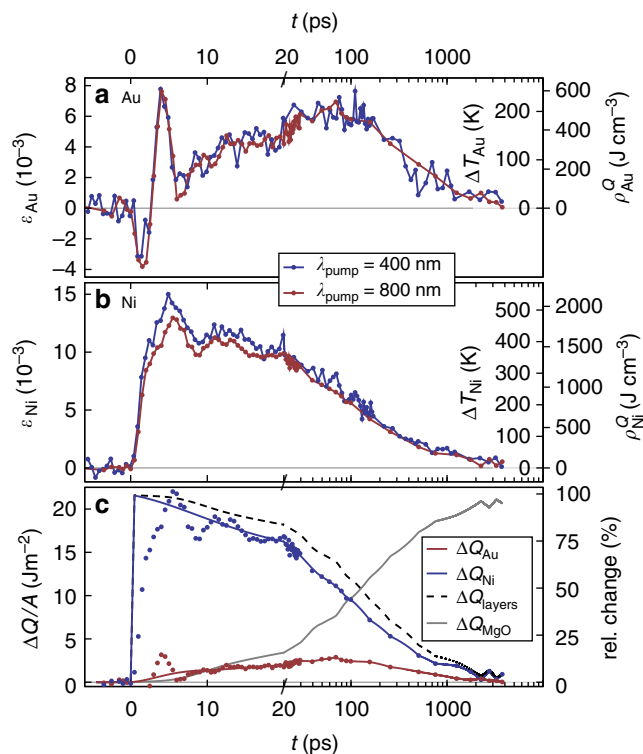 t (ps)
0 10 20 100 1000
a Au
8
6
4
2
0
−2
−4
ε_Au (10⁻³)
200
100
0
ΔT_Au (K)
600
400
200
0
ρ^Q_Au (J cm⁻³)
λ_pump = 400 nm
λ_pump = 800 nm
b Ni
15
10
5
0
ε_Ni (10⁻³)
500
400
300
200
100
0
ΔT_Ni (K)
2000
1500
1000
500
0
ρ^Q_Ni (J cm⁻³)
c
20
15
10
5
0
ΔQ/A (Jm⁻²)
ΔQ_Au
ΔQ_Ni
ΔQ_layers
ΔQ_MgO
100
75
50
25
0
rel. change (%)
0 10 20 100 1000
t (ps)